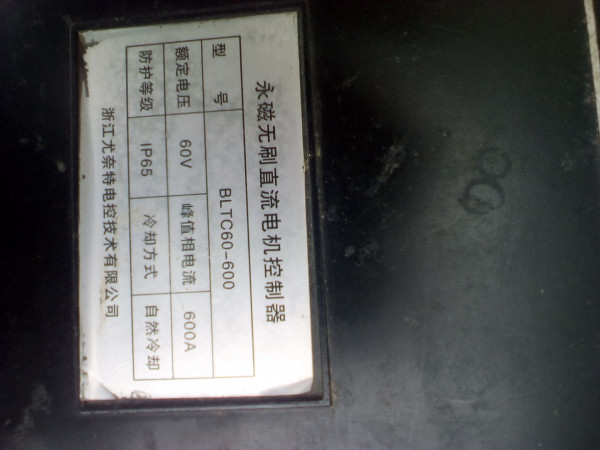 永磁无刷直流电机控制器
型 号 BLTC60-600
额定电压 60V 峰值相电流 600A
防护等级 IP65 冷却方式 自然冷却
浙江尤奈特电控技术有限公司